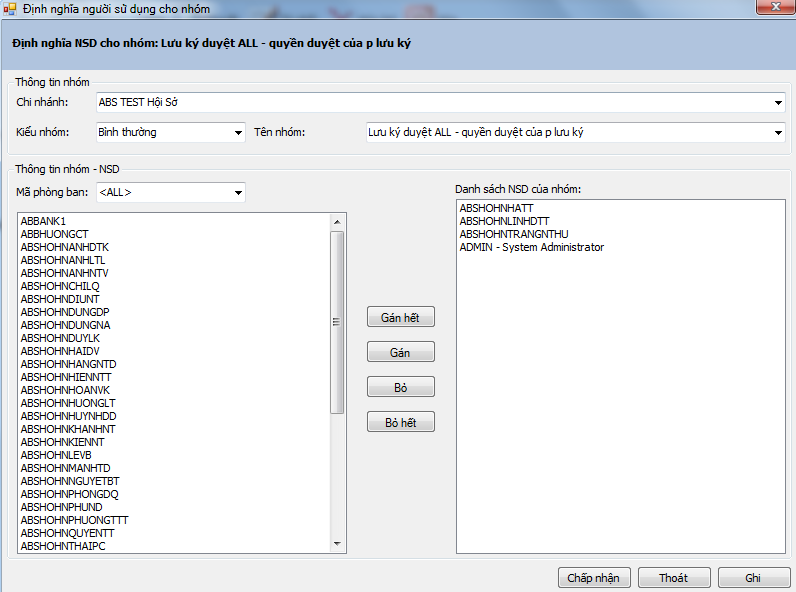 Định nghĩa người sử dụng cho nhóm
Định nghĩa NSD cho nhóm: Lưu ký duyệt ALL - quyền duyệt của p lưu ký
Thông tin nhóm
Chi nhánh: ABS TEST Hội Sở
Kiểu nhóm: Bình thường Tên nhóm: Lưu ký duyệt ALL - quyền duyệt của p lưu ký
Thông tin nhóm - NSD
Mã phòng ban: <ALL>
ABBANK1
ABBHUONGCT
ABSHOHNANHDTK
ABSHOHNANHLTL
ABSHOHNANHNTV
ABSHOHNCHILQ
ABSHOHNDIUNT
ABSHOHNDUNGDP
ABSHOHNDUNGNA
ABSHOHNDUYLK
ABSHOHNHAIDV
ABSHOHNHANGNTD
ABSHOHNHIENNTT
ABSHOHNHOANVK
ABSHOHNHUONGLT
ABSHOHNHUYNHDD
ABSHOHNKHANHNT
ABSHOHNKIENNT
ABSHOHNLEVB
ABSHOHNMANHTD
ABSHOHNNGUYETBT
ABSHOHNPHONGDQ
ABSHOHNPHUND
ABSHOHNPHUONGTTT
ABSHOHNQUYENTT
ABSHOHNTHAIPC
Gán hết
Gán
Bỏ
Bỏ hết
Danh sách NSD của nhóm:
ABSHOHNHATT
ABSHOHNLINHDTT
ABSHOHNTRANGNTHU
ADMIN - System Administrator
Chấp nhận Thoát Ghi